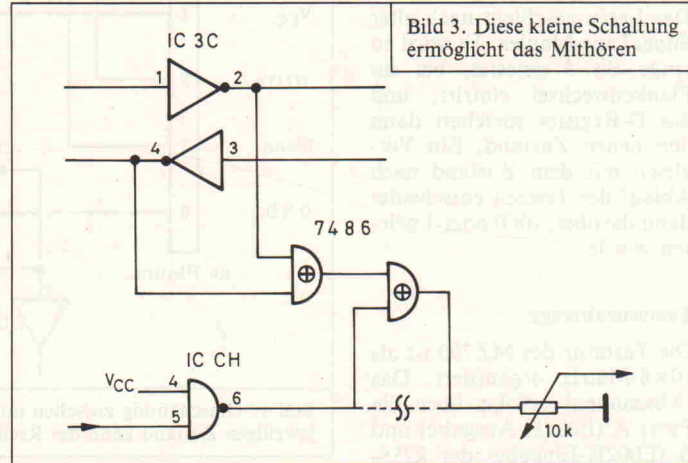 Bild 3. Diese kleine Schaltung
ermöglicht das Mithören
IC 3C
1 2
4 3
7486
IC CH
VCC 4
5 6
10k